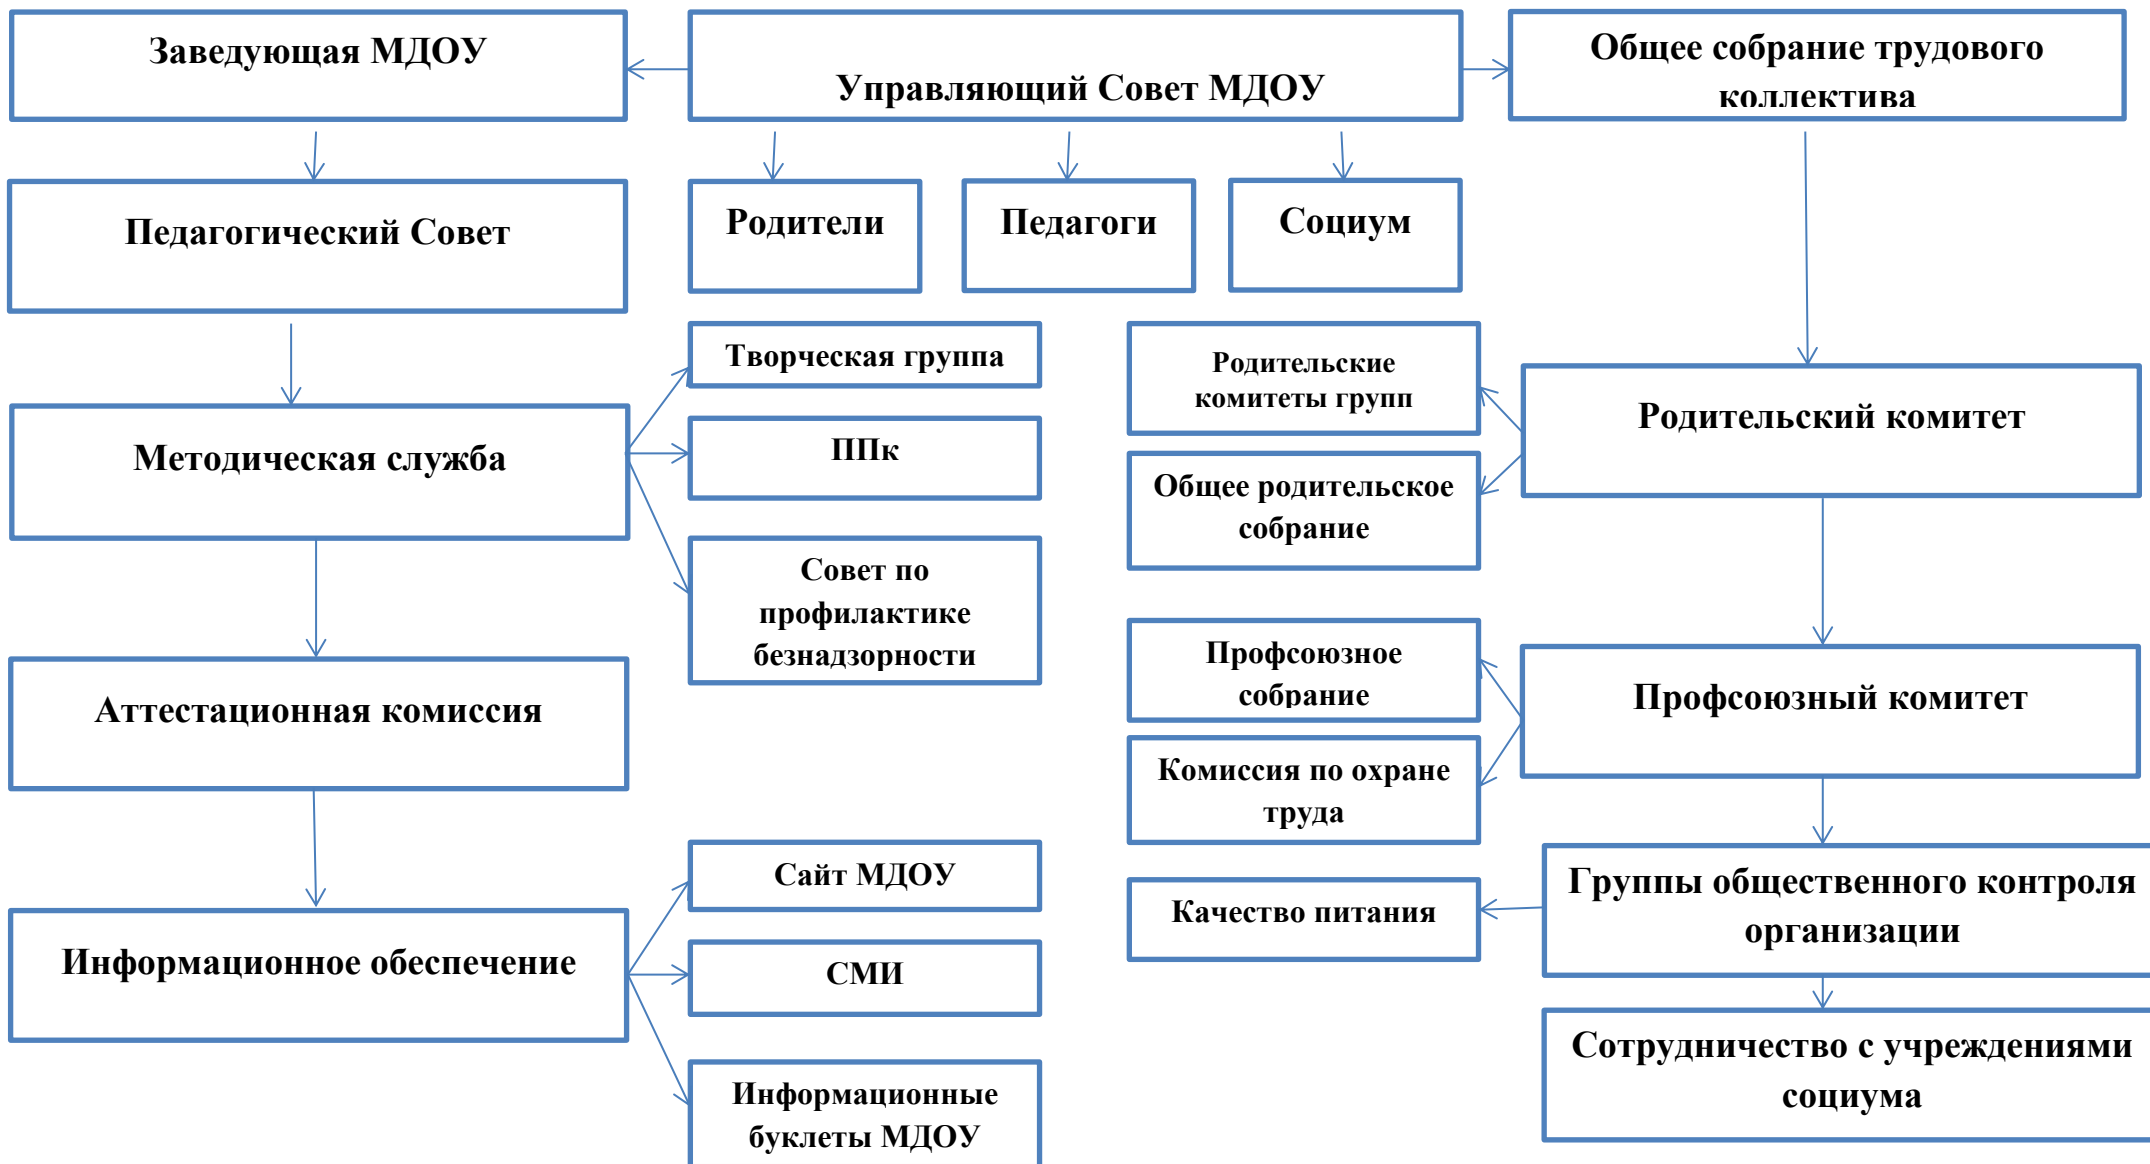 Заведующая МДОУ
Управляющий Совет МДОУ
Общее собрание трудового
коллектива
Педагогический Совет
Родители
Педагоги
Социум
Методическая служба
Творческая группа
ППк
Совет по
профилактике
безнадзорности
Родительские
комитеты групп
Общее родительское
собрание
Родительский комитет
Аттестационная комиссия
Профсоюзное
собрание
Комиссия по охране
труда
Профсоюзный комитет
Информационное обеспечение
Сайт МДОУ
СМИ
Информационные
буклеты МДОУ
Качество питания
Группы общественного контроля
организации
Сотрудничество с учреждениями
социума